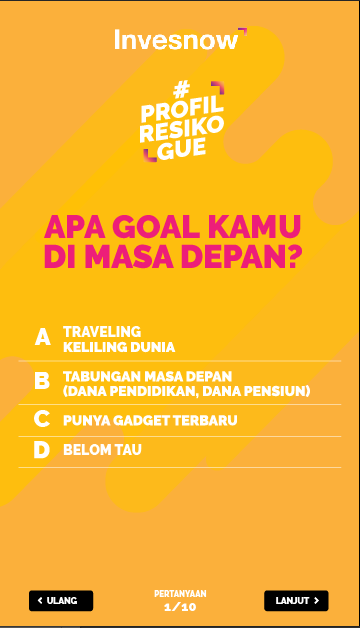 Invesnow
#
PROFIL
RESIKO
GUE
APA GOAL KAMU
DI MASA DEPAN?
A TRAVELING
KELILING DUNIA
B TABUNGAN MASA DEPAN
(DANA PENDIDIKAN, DANA PENSIUN)
C PUNYA GADGET TERBARU
D BELOM TAU
< ULANG
PERTANYAAN
1/10
LANJUT >